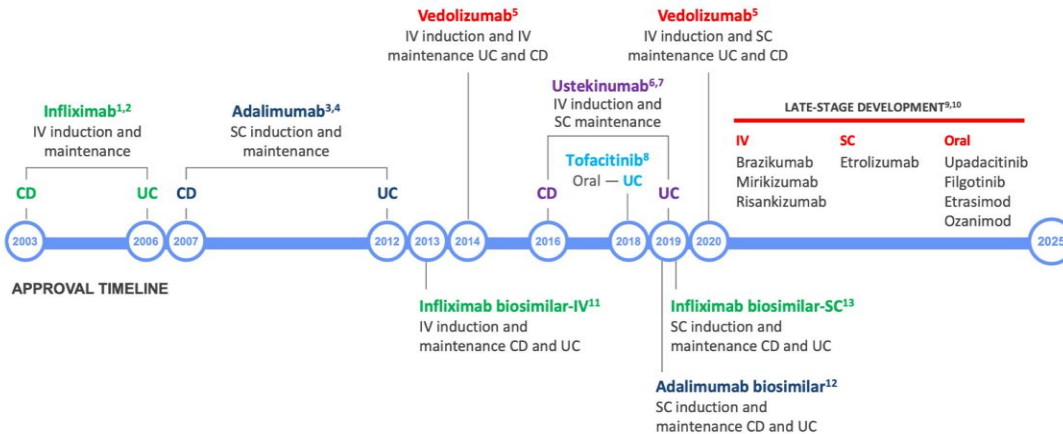 Vedolizumab⁵
IV induction and IV
maintenance UC and CD
Vedolizumab⁵
IV induction and SC
maintenance UC and CD
Infliximab¹,²
IV induction and
maintenance
Adalimumab³,⁴
SC induction and
maintenance
Ustekinumab⁶,⁷
IV induction and
SC maintenance
Tofacitinib⁸
Oral — UC
LATE-STAGE DEVELOPMENT⁹,¹⁰
IV
Brazikumab
Mirikizumab
Risankizumab
SC
Etrolizumab
Oral
Upadacitinib
Filgotinib
Etrasimod
Ozanimod
CD
UC
CD
UC
CD
UC
2003
2006
2007
2012
2013
2014
2016
2018
2019
2020
2025
APPROVAL TIMELINE
Infliximab biosimilar-IV¹¹
IV induction and
maintenance CD and UC
Infliximab biosimilar-SC¹³
SC induction and
maintenance CD and UC
Adalimumab biosimilar¹²
SC induction and
maintenance CD and UC